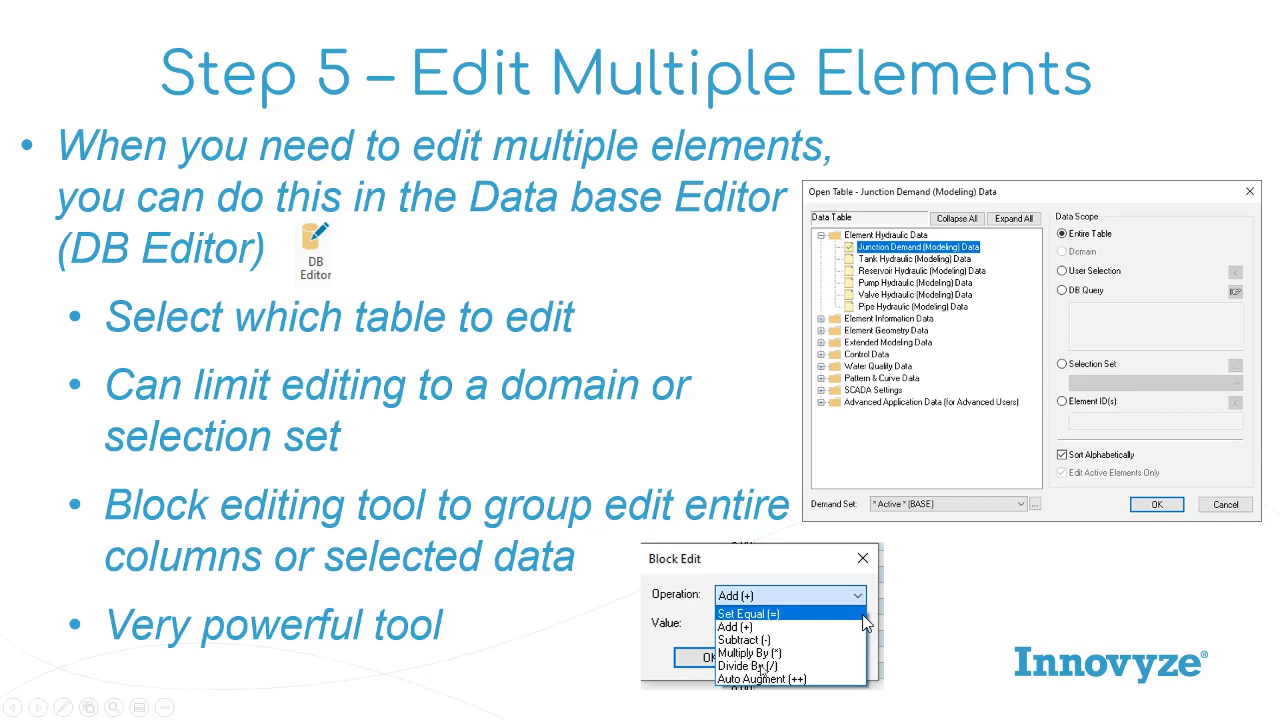 Step 5 – Edit Multiple Elements
• When you need to edit multiple elements,
you can do this in the Data base Editor
(DB Editor)
DB
Editor
• Select which table to edit
• Can limit editing to a domain or
selection set
• Block editing tool to group edit entire
columns or selected data
• Very powerful tool
Open Table - Junction Demand (Modeling) Data
Data Table
Collapse All
Expand All
Element Hydraulic Data
Junction Demand (Modeling) Data
Tank Hydraulic (Modeling) Data
Reservoir Hydraulic (Modeling) Data
Pump Hydraulic (Modeling) Data
Valve Hydraulic (Modeling) Data
Pipe Hydraulic (Modeling) Data
Element Information Data
Element Geometry Data
Extended Modeling Data
Control Data
Water Quality Data
Pattern & Curve Data
SCADA Settings
Advanced Application Data (for Advanced Users)
Data Scope
Entire Table
Domain
User Selection
<
DB Query
Selection Set:
...
Element ID(s):
<
Sort Alphabetically
Edit Active Elements Only
Demand Set:
* Active * (BASE)
...
OK
Cancel
Block Edit
Operation:
Add (+)
Value:
Set Equal (=)
Add (+)
Subtract (-)
Multiply By (*)
Divide By (/)
Auto Augment (++)
Innovyze®